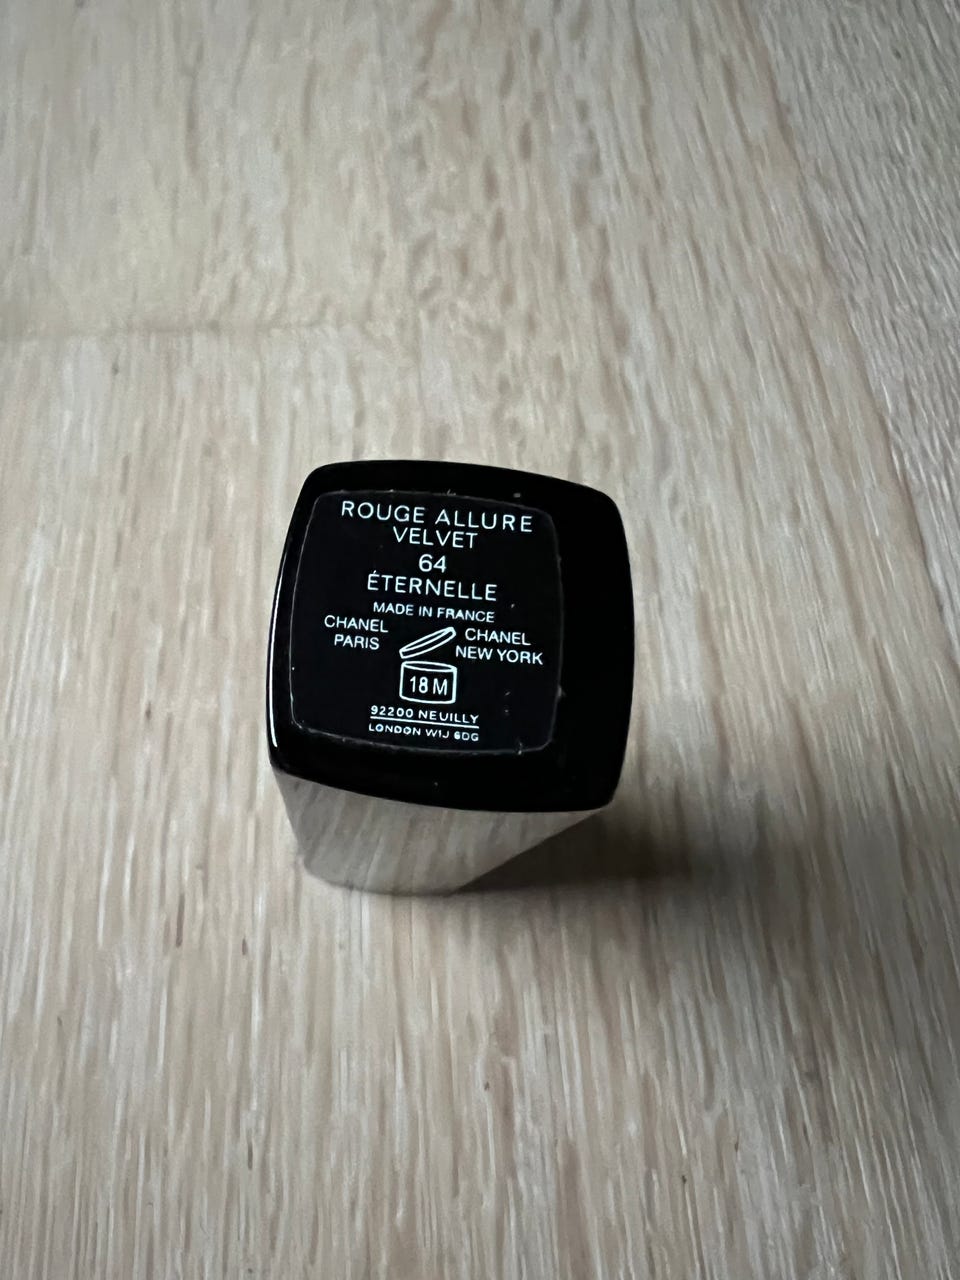 ROUGE ALLURE
VELVET
64
ÉTERNELLE
MADE IN FRANCE
CHANEL
PARIS
CHANEL
NEW YORK
18 M
92200 NEUILLY
LONDON W1J 6DG